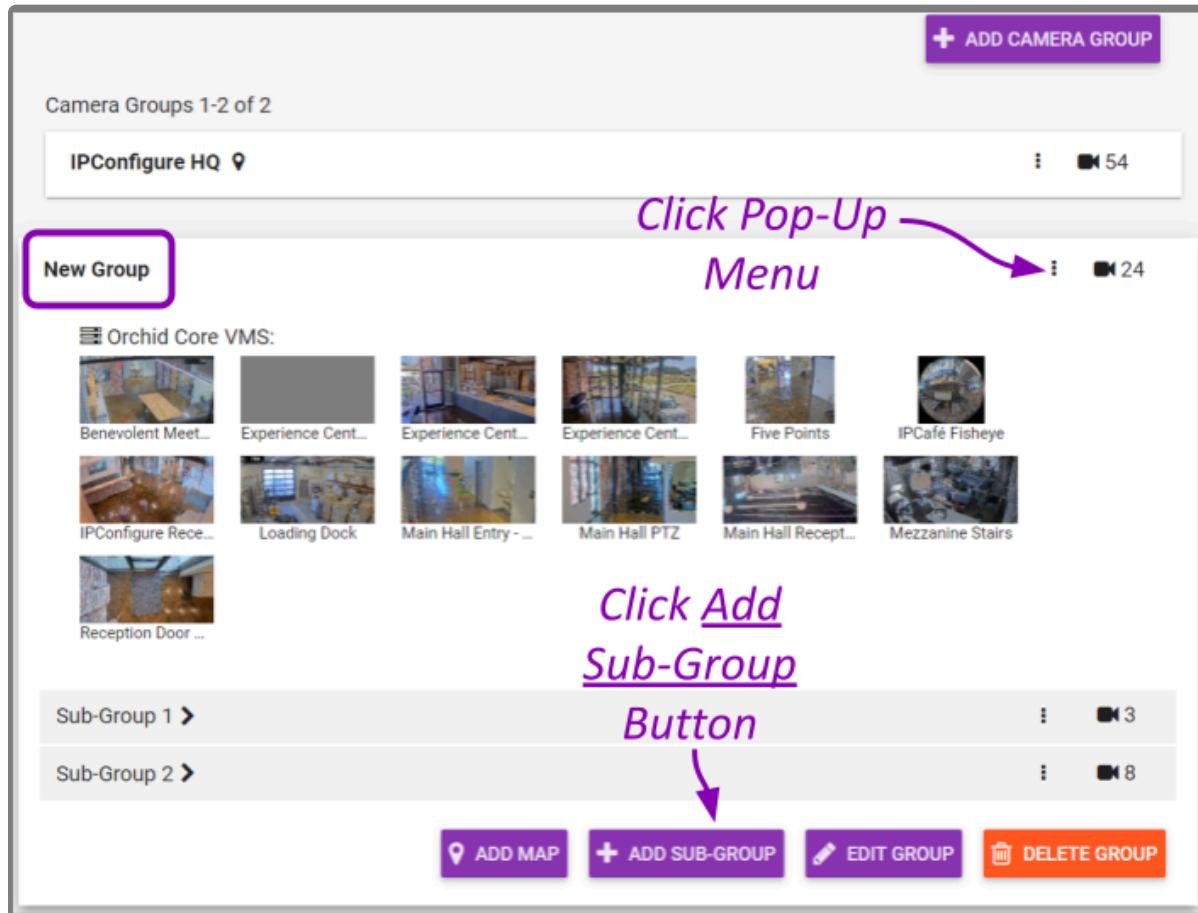 ADD CAMERA GROUP
Camera Groups 1-2 of 2
IPConfigure HQ 54
Click Pop-Up
Menu
New Group 24
Orchid Core VMS:
Benevolent Meet... Experience Cent... Experience Cent... Experience Cent... Five Points IPCafé Fisheye
IPConfigure Rece... Loading Dock Main Hall Entry - ... Main Hall PTZ Main Hall Recept... Mezzanine Stairs
Reception Door ...
Click Add
Sub-Group
Button
Sub-Group 1 3
Sub-Group 2 8
ADD MAP ADD SUB-GROUP EDIT GROUP DELETE GROUP